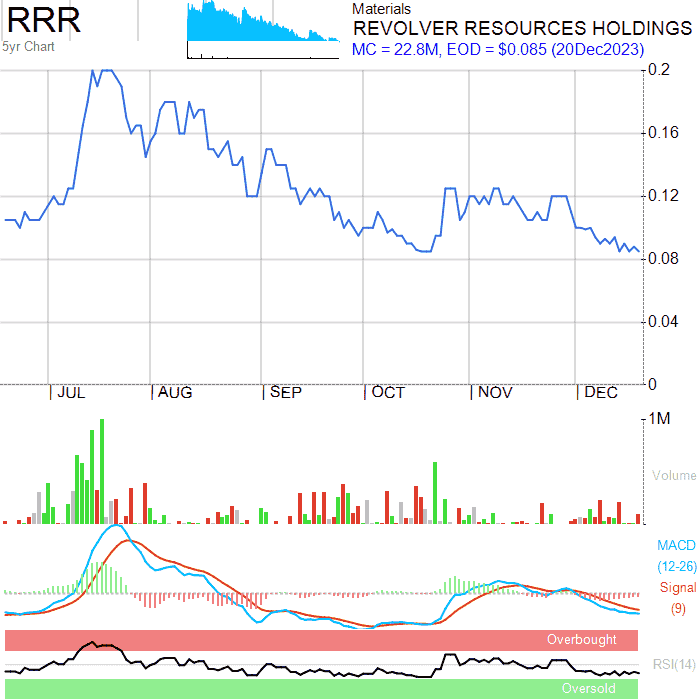 RRR
5yr Chart
Materials
REVOLVER RESOURCES HOLDINGS
MC = 22.8M, EOD = $0.085 (20Dec2023)
0.2
0.16
0.12
0.08
0.04
0
JUL AUG SEP OCT NOV DEC
1M
Volume
MACD
(12-26)
Signal
(9)
Overbought
RSI(14)
Oversold